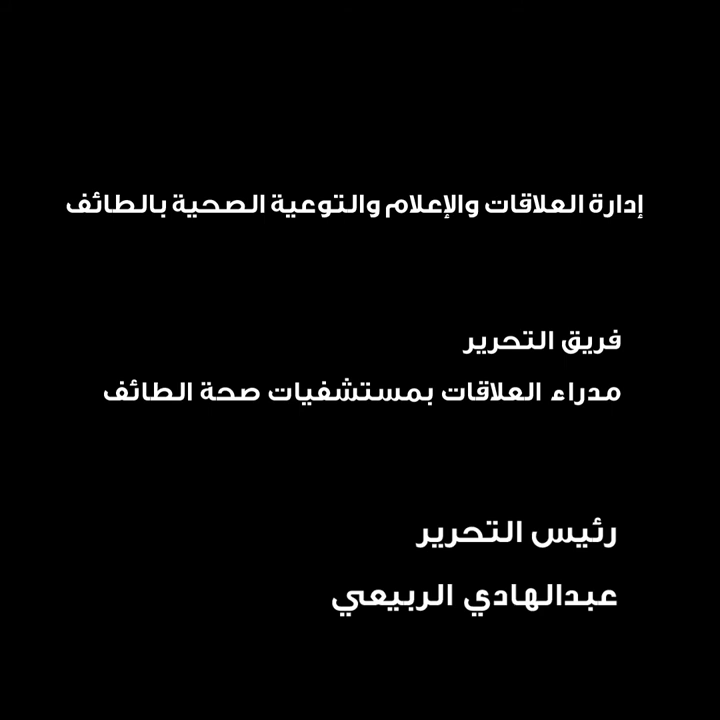 إدارة العلاقات والإعلام والتوعية الصحية بالطائف
فريق التحرير
مدراء العلاقات بمستشفيات صحة الطائف
رئيس التحرير
عبدالهادي الربيعي